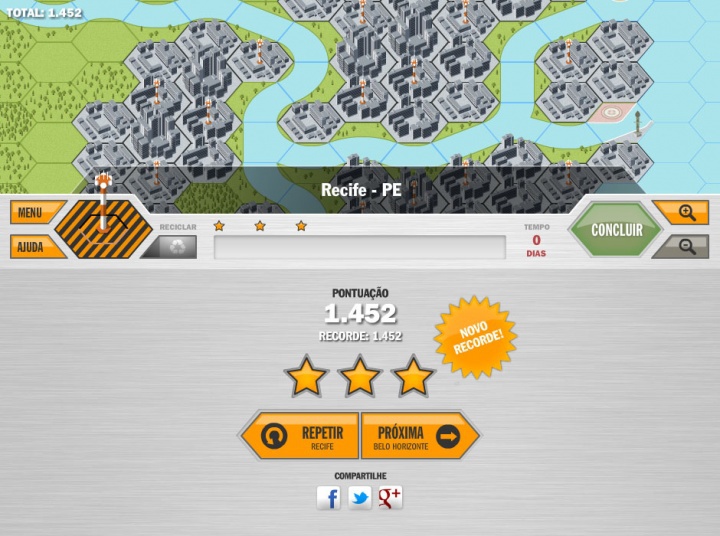 TOTAL: 1.452
Recife - PE
MENU
AJUDA
RECICLAR
TEMPO
0
DIAS
CONCLUIR
PONTUAÇÃO
1.452
RECORDE: 1.452
NOVO
RECORDE!
REPETIR
RECIFE
PRÓXIMA
BELO HORIZONTE
COMPARTILHE
f
g+